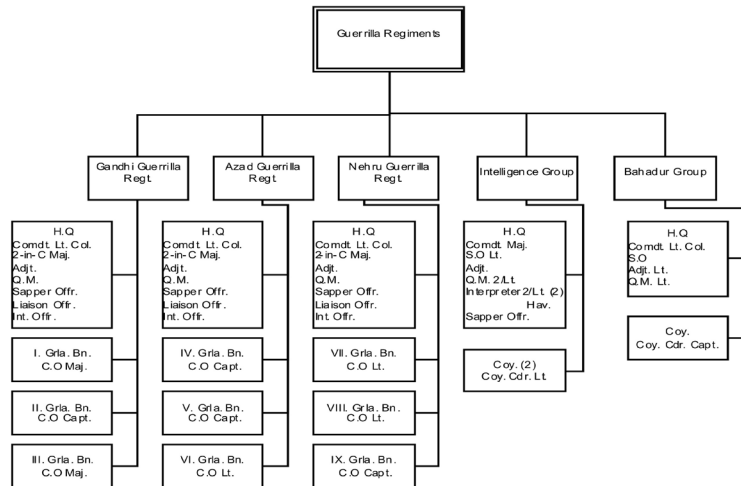 Guerrilla Regiments
Gandhi Guerrilla
Regt.
Azad Guerrilla
Regt.
Nehru Guerrilla
Regt.
Intelligence Group
Bahadur Group
H.Q
Comdt. Lt. Col.
2-in-C Maj.
Adjt.
Q.M.
Sapper Offr.
Liaison Offr.
Int. Offr.
I. Grla. Bn.
C.O Maj.
II. Grla. Bn.
C.O Capt.
III. Grla. Bn.
C.O Maj.
H.Q
Comdt. Lt. Col.
2-in-C Maj.
Adjt.
Q.M.
Sapper Offr.
Liaison Offr.
Int. Offr.
IV. Grla. Bn.
C.O Capt.
V. Grla. Bn.
C.O Capt.
VI. Grla. Bn.
C.O Lt.
H.Q
Comdt. Lt. Col.
2-in-C Maj.
Adjt.
Q.M.
Sapper Offr.
Liaison Offr.
Int. Offr.
VII. Grla. Bn.
C.O Lt.
VIII. Grla. Bn.
C.O Lt.
IX. Grla. Bn.
C.O Capt.
H.Q
Comdt. Maj.
S.O Lt.
Adjt.
Q.M. 2/Lt.
Interpreter 2/Lt. (2)
Hav.
Sapper Offr.
Coy. (2)
Coy. Cdr. Lt.
H.Q
Comdt. Lt. Col.
S.O
Adjt. Lt.
Q.M. Lt.
Coy.
Coy. Cdr. Capt.